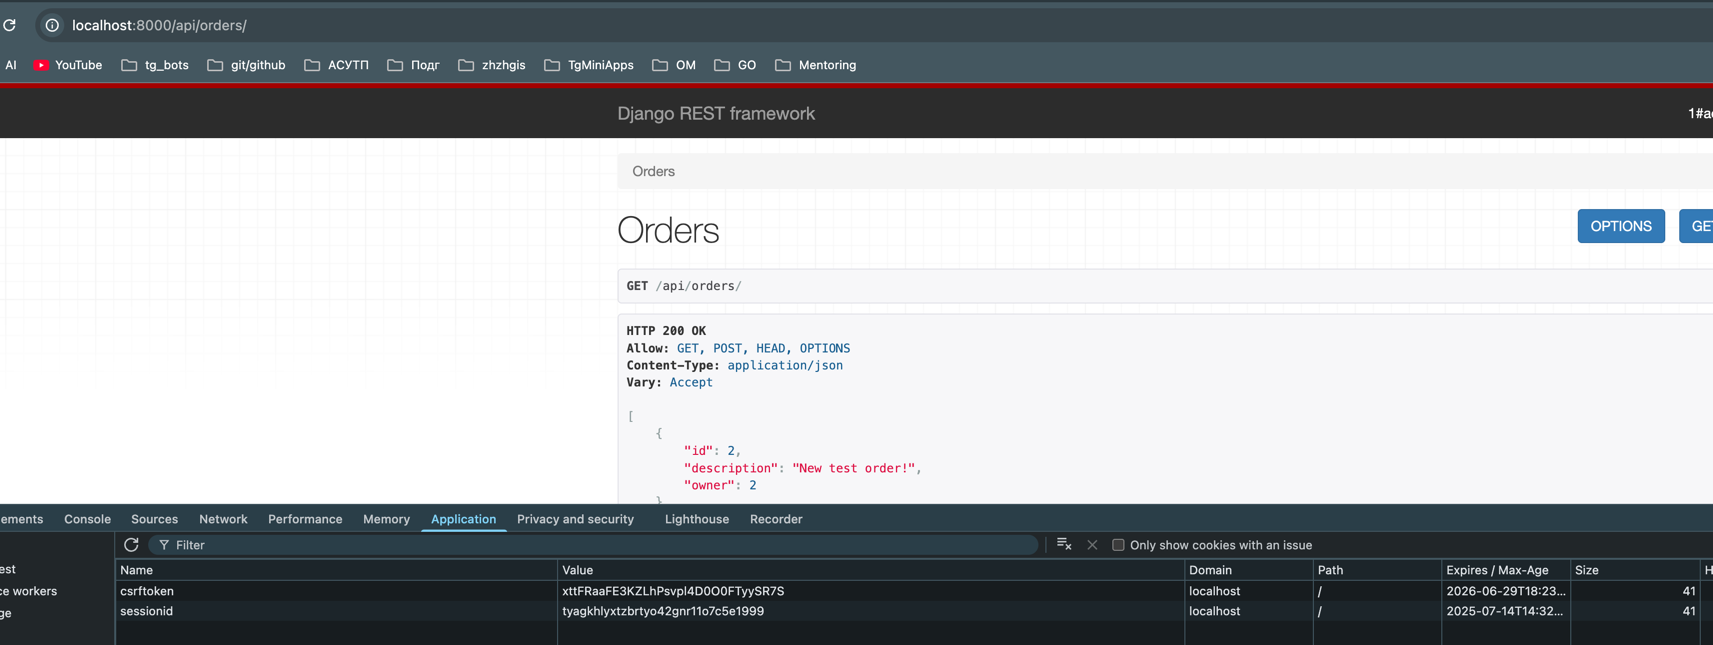 localhost:8000/api/orders/
AI YouTube tg_bots git/github АСУТП Подг zhzhgis TgMiniApps OM GO Mentoring
Django REST framework 1#a
Orders
Orders OPTIONS GET
GET /api/orders/
HTTP 200 OK
Allow: GET, POST, HEAD, OPTIONS
Content-Type: application/json
Vary: Accept
[
{
"id": 2,
"description": "New test order!",
"owner": 2
}
ements Console Sources Network Performance Memory Application Privacy and security Lighthouse Recorder
Filter Only show cookies with an issue
est
ce workers
ge
Name Value Domain Path Expires / Max-Age Size H
csrftoken xttFRaaFE3KZLhPsvpl4D0O0FTyySR7S localhost / 2026-06-29T18:23... 41
sessionid tyagkhlyxtzbrtyo42gnr11o7c5e1999 localhost / 2025-07-14T14:32... 41